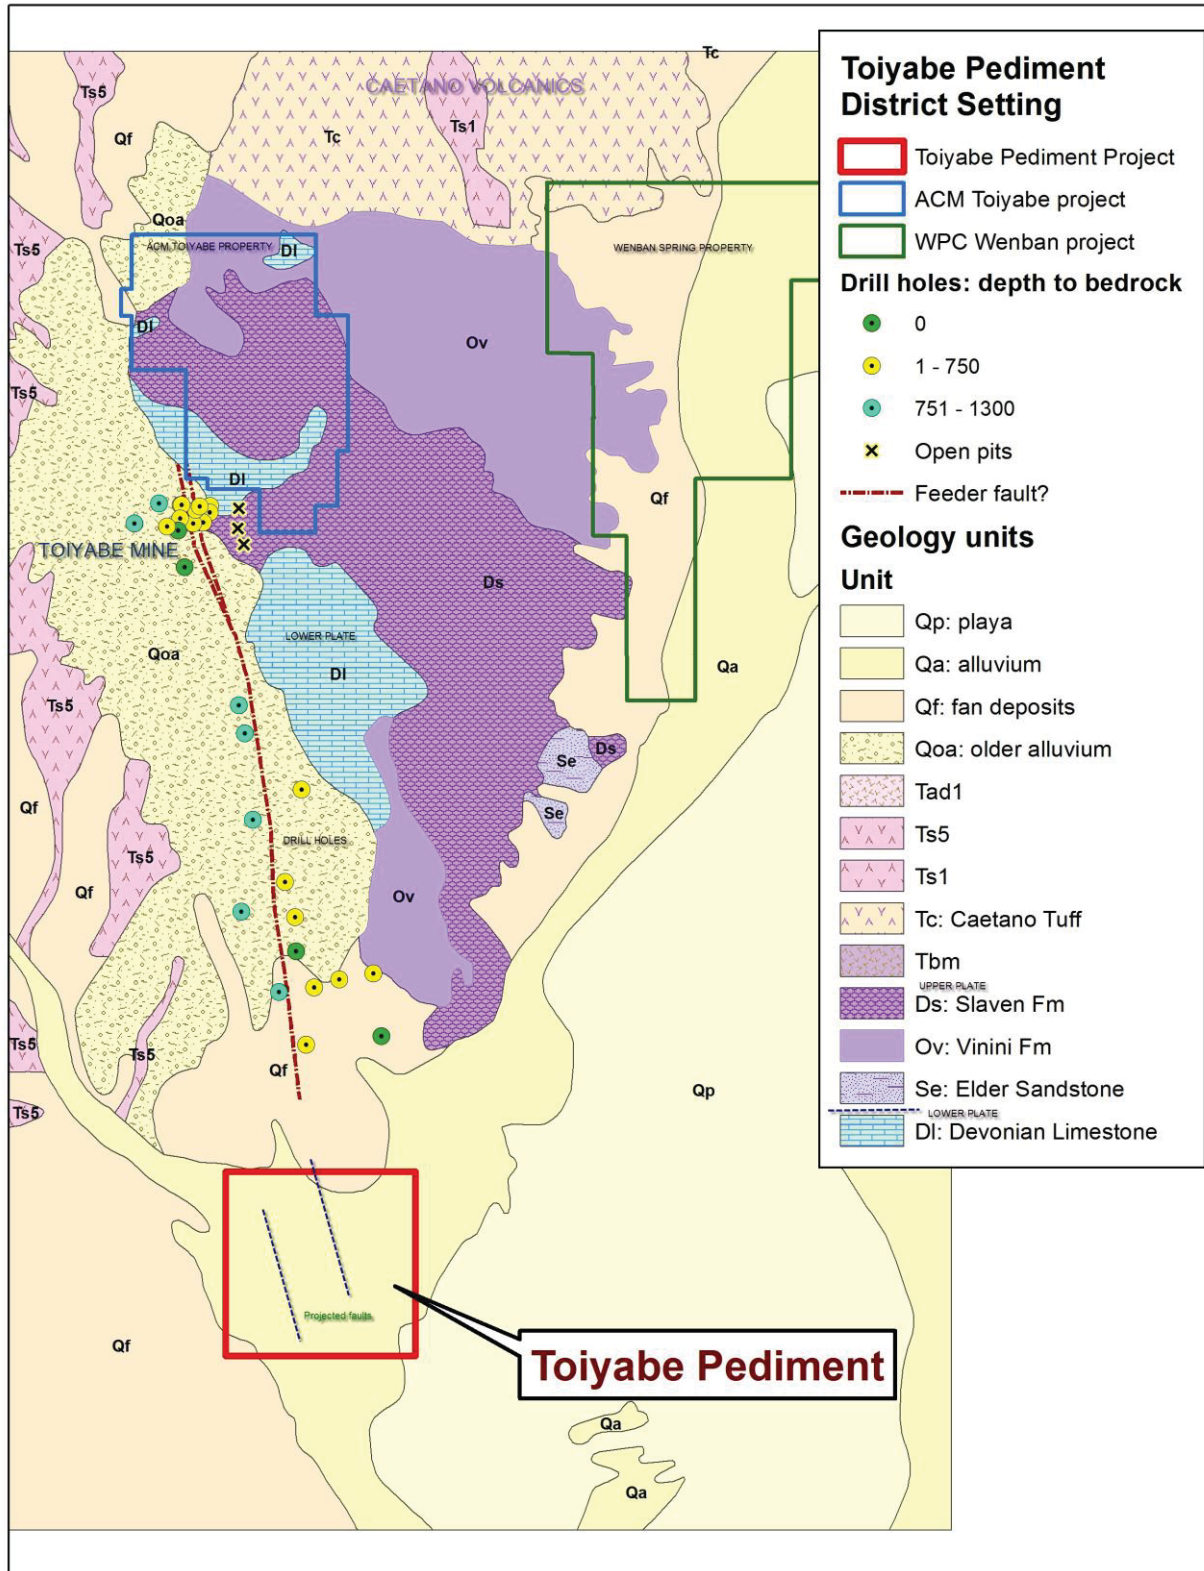 Toiyabe Pediment
District Setting
Toiyabe Pediment Project
ACM Toiyabe project
WPC Wenban project
Drill holes: depth to bedrock
0
1 - 750
751 - 1300
Open pits
Feeder fault?
Geology units
Unit
Qp: playa
Qa: alluvium
Qf: fan deposits
Qoa: older alluvium
Tad1
Ts5
Ts1
Tc: Caetano Tuff
Tbm
UPPER PLATE
Ds: Slaven Fm
Ov: Vinini Fm
Se: Elder Sandstone
LOWER PLATE
Dl: Devonian Limestone
Tc
CAETANO VOLCANICS
Ts5
Ts1
Qf
Tc
Qoa
ACM TOIYABE PROPERTY
Dl
WENBAN SPRING PROPERTY
Ts5
Dl
Ov
Qf
Ts5
Dl
Qf
TOIYABE MINE
Ds
LOWER PLATE
Qoa
Dl
Qa
Ts5
Ds
Se
Qf
Se
DRILL HOLES
Ts5
Qf
Ov
Ts5
Ts5
Qf
Qp
Ts5
Projected faults
Qf
Toiyabe Pediment
Qa
Qa